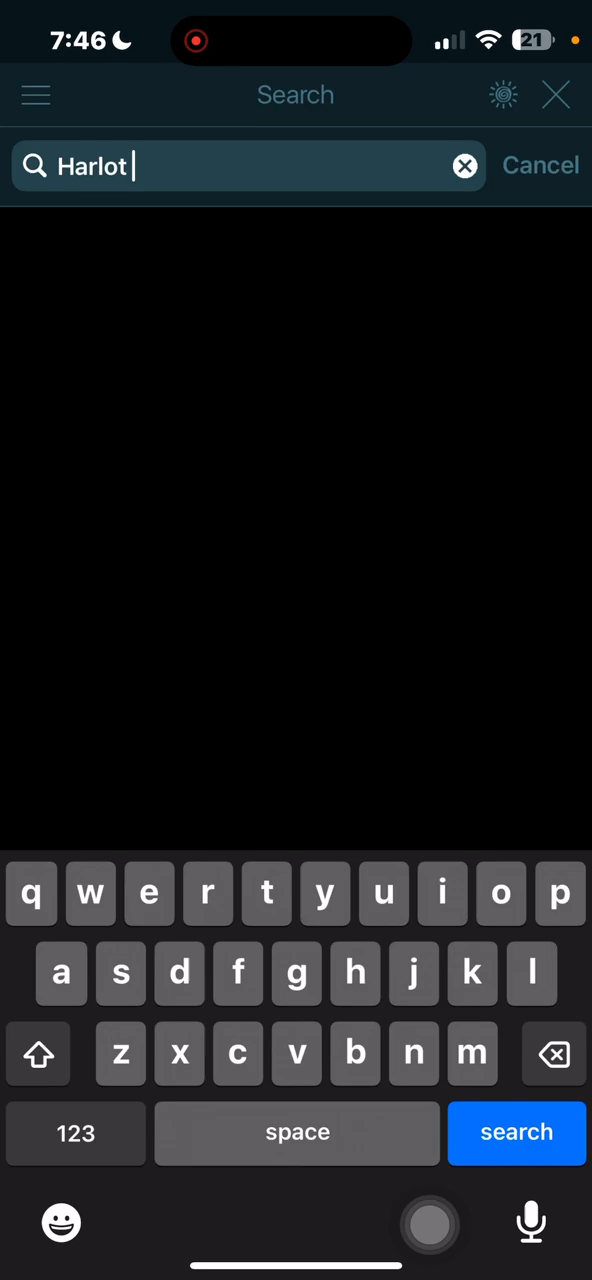 7:46
21
Search
Harlot
Cancel
q w e r t y u i o p
a s d f g h j k l
z x c v b n m
123 space search